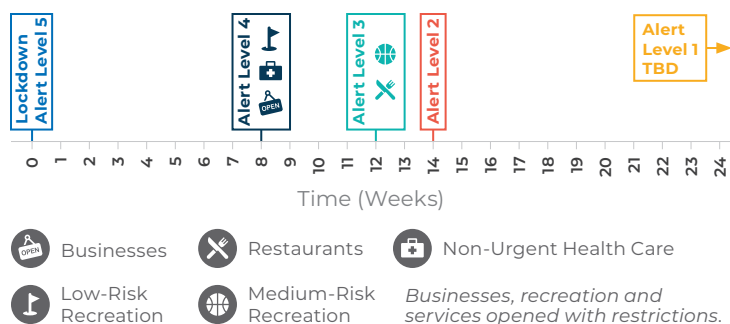 Lockdown
Alert Level 5
Alert Level 4
OPEN
Alert Level 3
Alert Level 2
Alert
Level 1
TBD
0 1 2 3 4 5 6 7 8 9 10 11 12 13 14 15 16 17 18 19 20 21 22 23 24
Time (Weeks)
OPEN
Businesses
Restaurants
Non-Urgent Health Care
Low-Risk
Recreation
Medium-Risk
Recreation
Businesses, recreation and
services opened with restrictions.